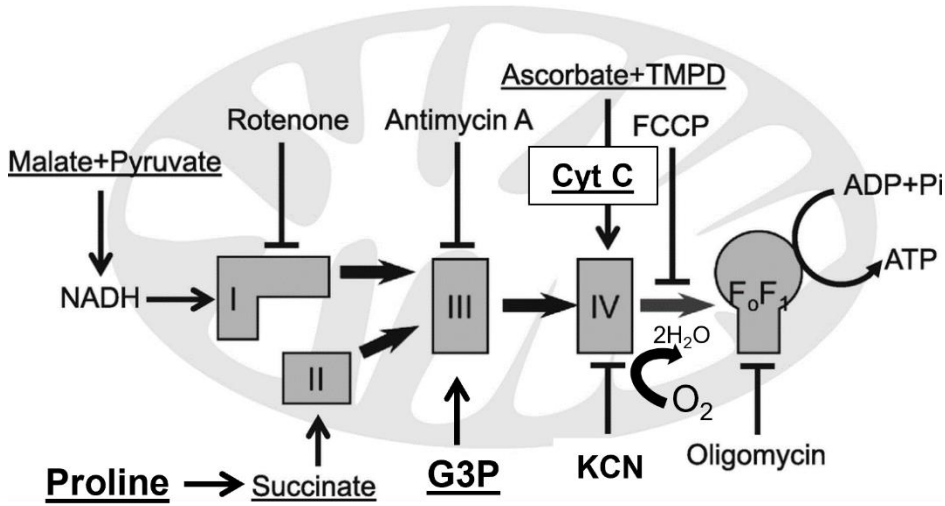 Ascorbate+TMPD
Rotenone
Antimycin A
FCCP
Malate+Pyruvate
Cyt C
ADP+Pi
ATP
NADH
I
III
IV
FₒF₁
2H₂O
II
O₂
Proline
Succinate
G3P
KCN
Oligomycin